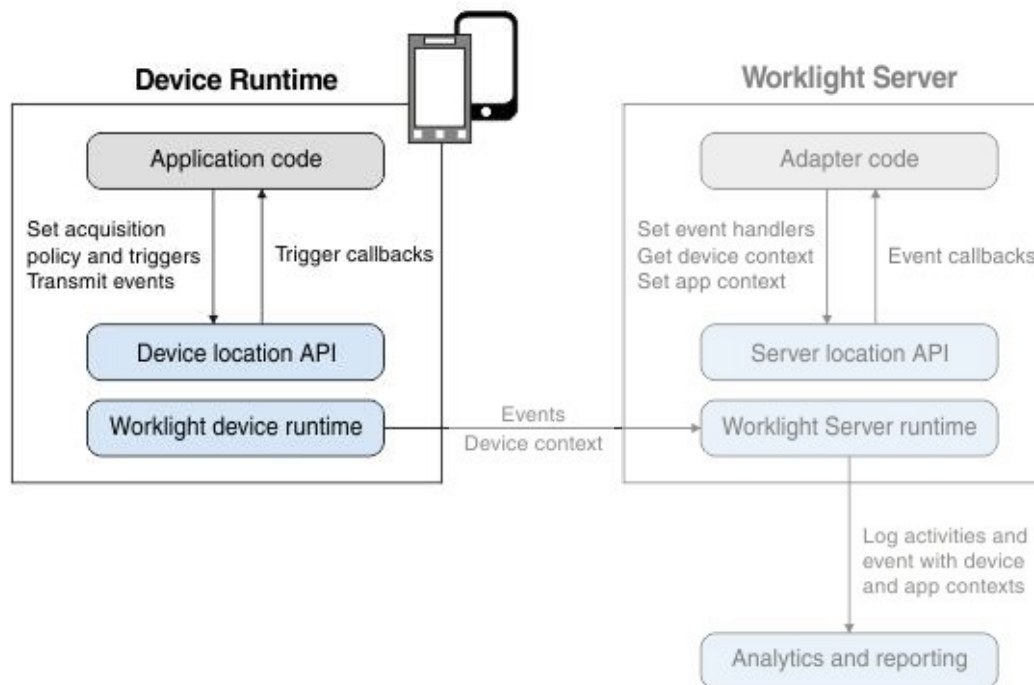 Device Runtime
Application code
Set acquisition
policy and triggers
Transmit events
Trigger callbacks
Device location API
Worklight device runtime
Events
Device context
Worklight Server
Adapter code
Set event handlers
Get device context
Set app context
Event callbacks
Server location API
Worklight Server runtime
Log activities and
event with device
and app contexts
Analytics and reporting